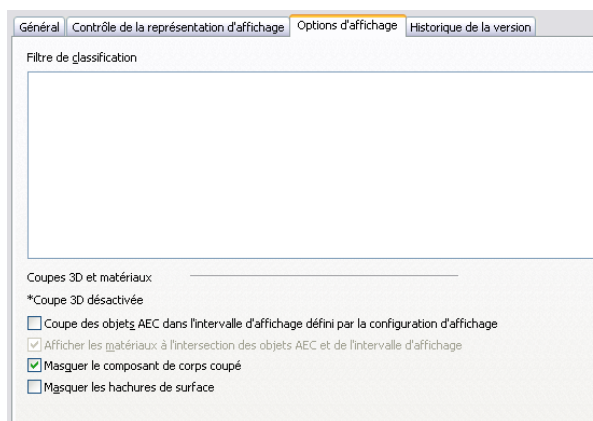 Général Contrôle de la représentation d'affichage Options d'affichage Historique de la version
Filtre de classification
Coupes 3D et matériaux
*Coupe 3D désactivée
Coupe des objets AEC dans l'intervalle d'affichage défini par la configuration d'affichage
Afficher les matériaux à l'intersection des objets AEC et de l'intervalle d'affichage
Masquer le composant de corps coupé
Masquer les hachures de surface